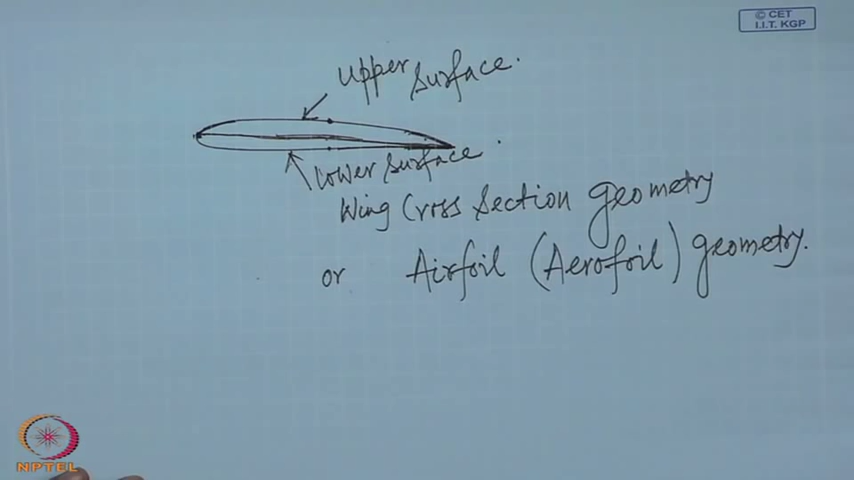 © CET
I.I.T. KGP
Upper Surface.
Lower Surface.
Wing Cross Section geometry
or Airfoil (Aerofoil) geometry.
NPTEL